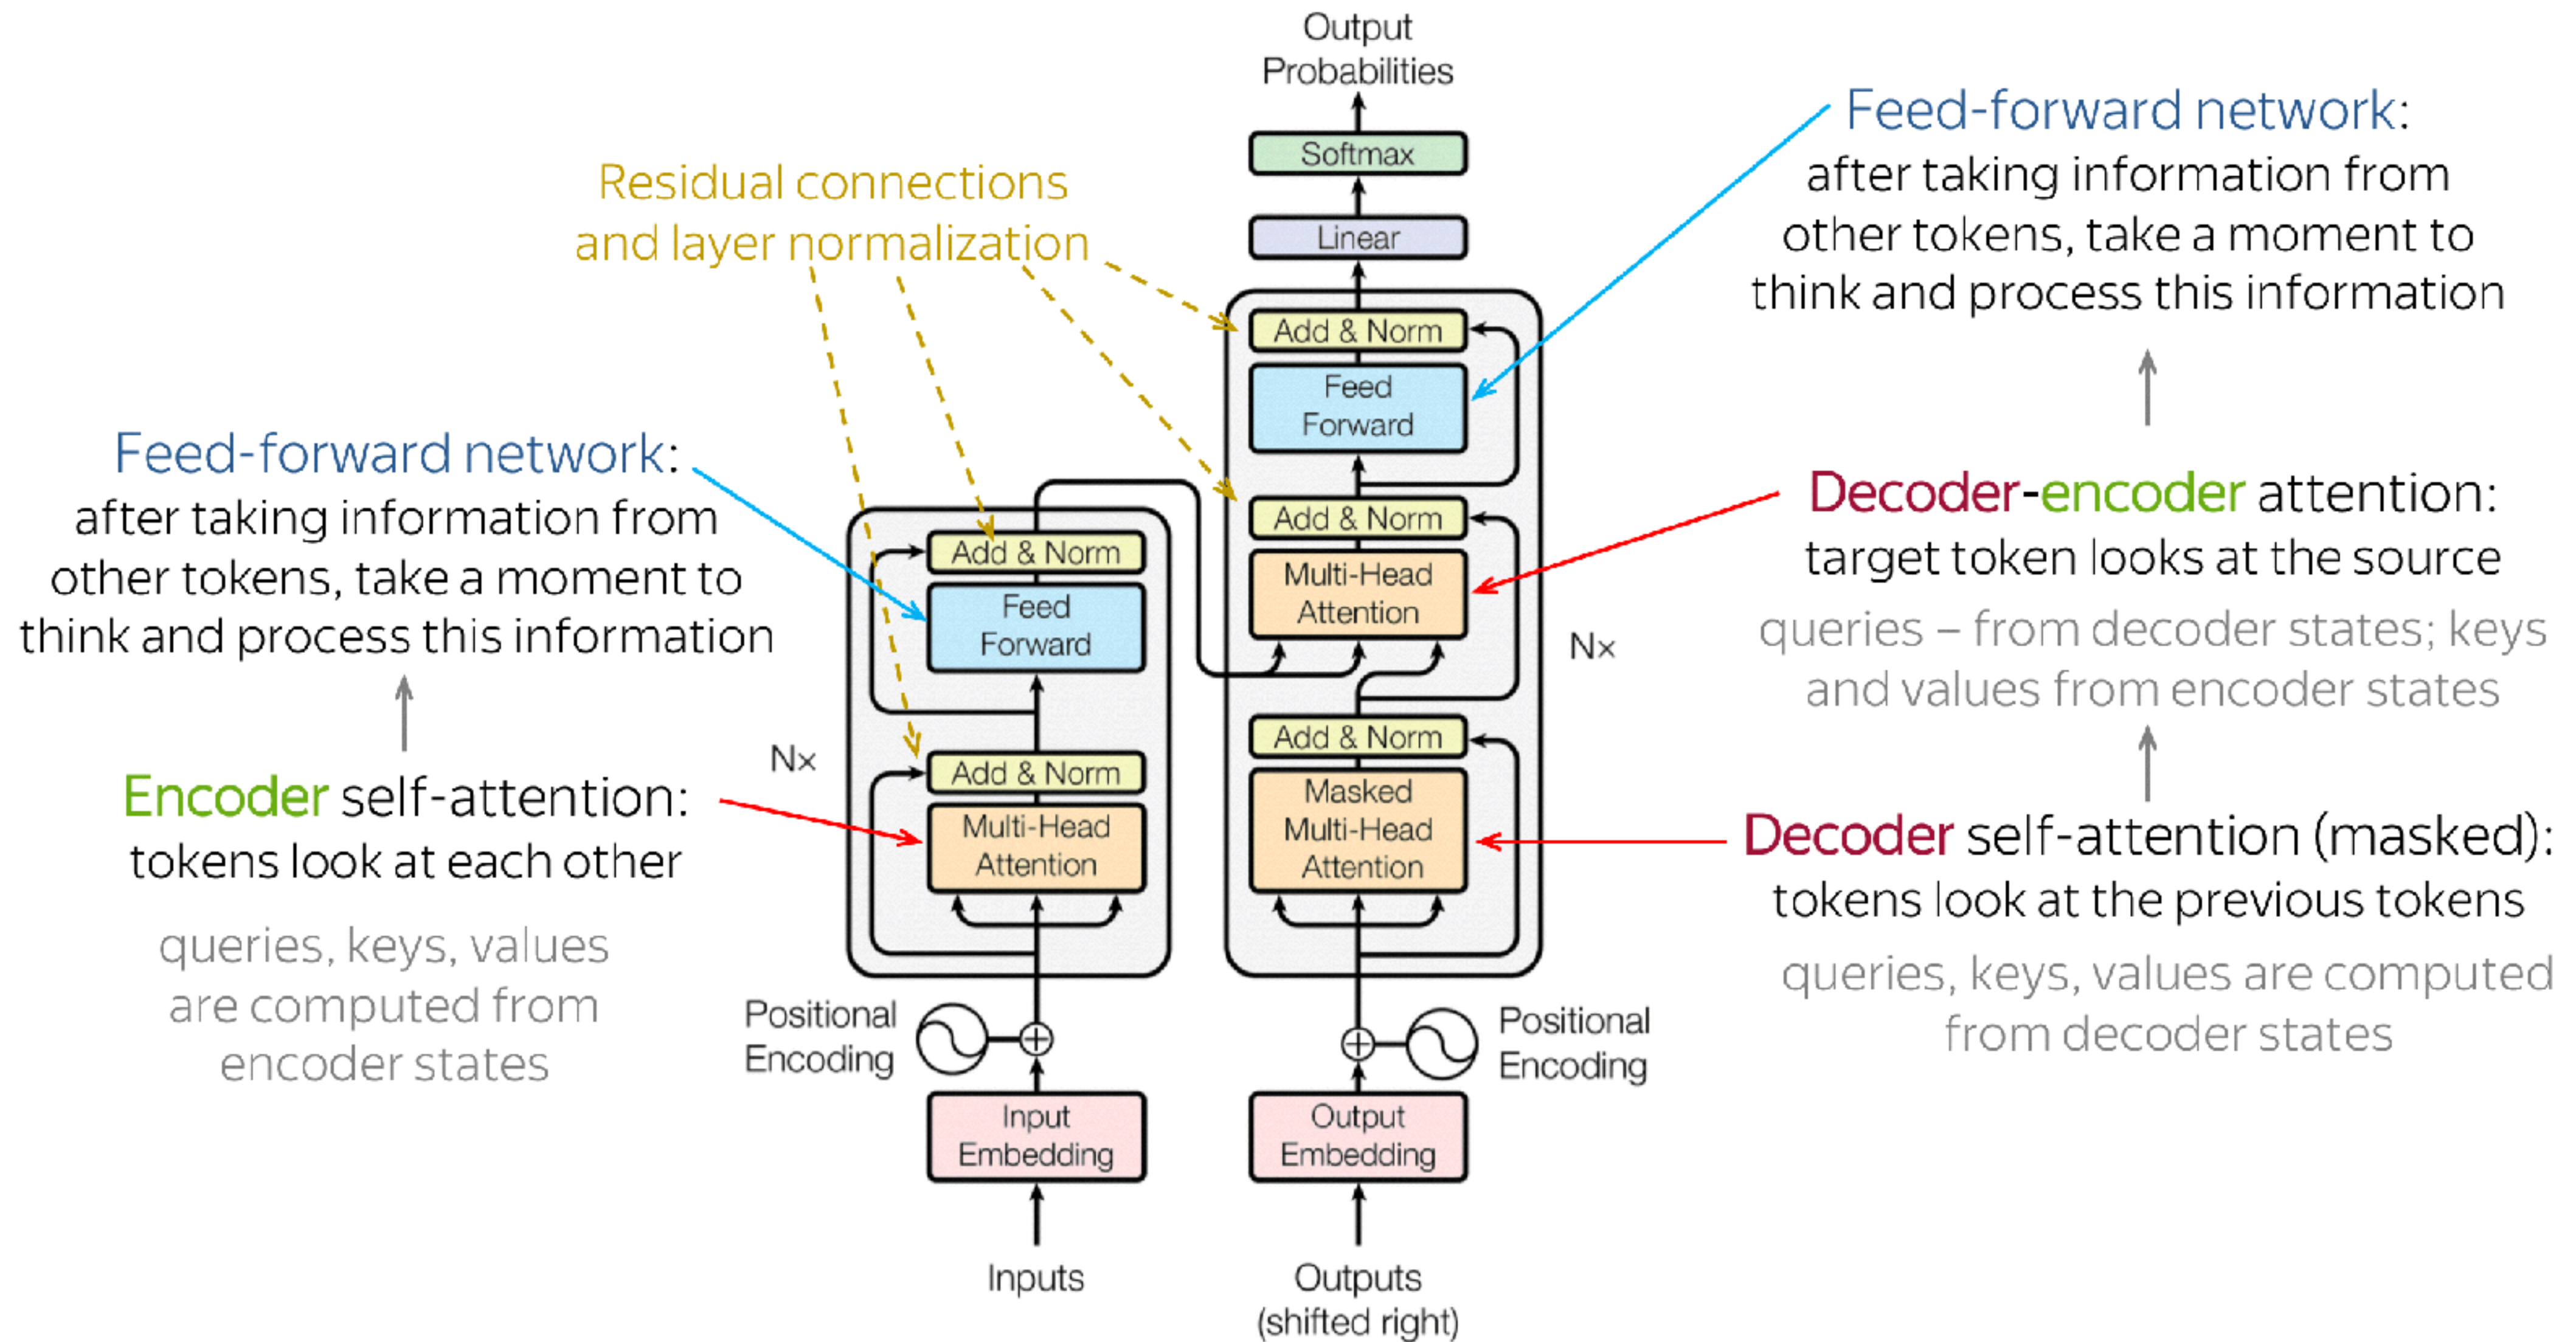 Output
Probabilities
Softmax
Linear
Add & Norm
Feed
Forward
Add & Norm
Multi-Head
Attention
Add & Norm
Masked
Multi-Head
Attention
Nx
Positional
Encoding
Output
Embedding
Outputs
(shifted right)
Residual connections
and layer normalization
Add & Norm
Feed
Forward
Add & Norm
Multi-Head
Attention
Nx
Positional
Encoding
Input
Embedding
Inputs
Feed-forward network:
after taking information from
other tokens, take a moment to
think and process this information
Encoder self-attention:
tokens look at each other
queries, keys, values
are computed from
encoder states
Feed-forward network:
after taking information from
other tokens, take a moment to
think and process this information
Decoder-encoder attention:
target token looks at the source
queries – from decoder states; keys
and values from encoder states
Decoder self-attention (masked):
tokens look at the previous tokens
queries, keys, values are computed
from decoder states